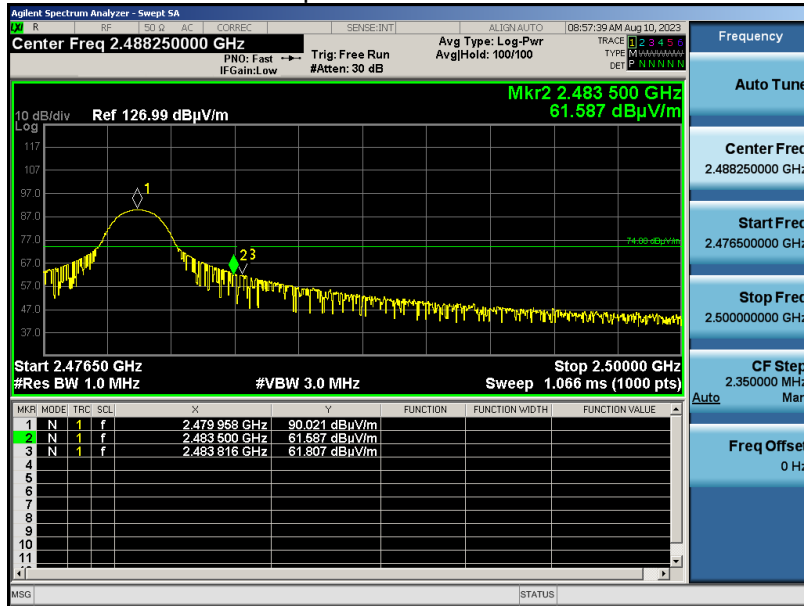 Agilent Spectrum Analyzer - Swept SA
LXI R RF 50 Ω AC CORREC SENSE:INT ALIGN AUTO 08:57:39 AM Aug 10, 2023
Center Freq 2.488250000 GHz
PNO: Fast
IFGain:Low
Trig: Free Run
#Atten: 30 dB
Avg Type: Log-Pwr
Avg|Hold: 100/100
TRACE 1 2 3 4 5 6
TYPE M
DET P N N N N N
Mkr2 2.483 500 GHz
61.587 dBµV/m
10 dB/div Ref 126.99 dBµV/m
Log
117
107
97.0
87.0
77.0
67.0
57.0
47.0
37.0
1
2 3
74.00 dBµV/m
Start 2.47650 GHz Stop 2.50000 GHz
#Res BW 1.0 MHz #VBW 3.0 MHz Sweep 1.066 ms (1000 pts)
MKR MODE TRC SCL X Y FUNCTION FUNCTION WIDTH FUNCTION VALUE
1 N 1 f 2.479 958 GHz 90.021 dBµV/m
2 N 1 f 2.483 500 GHz 61.587 dBµV/m
3 N 1 f 2.483 816 GHz 61.807 dBµV/m
4
5
6
7
8
9
10
11
MSG STATUS
Frequency
Auto Tune
Center Freq
2.488250000 GHz
Start Freq
2.476500000 GHz
Stop Freq
2.500000000 GHz
CF Step
2.350000 MHz
Auto Man
Freq Offset
0 Hz